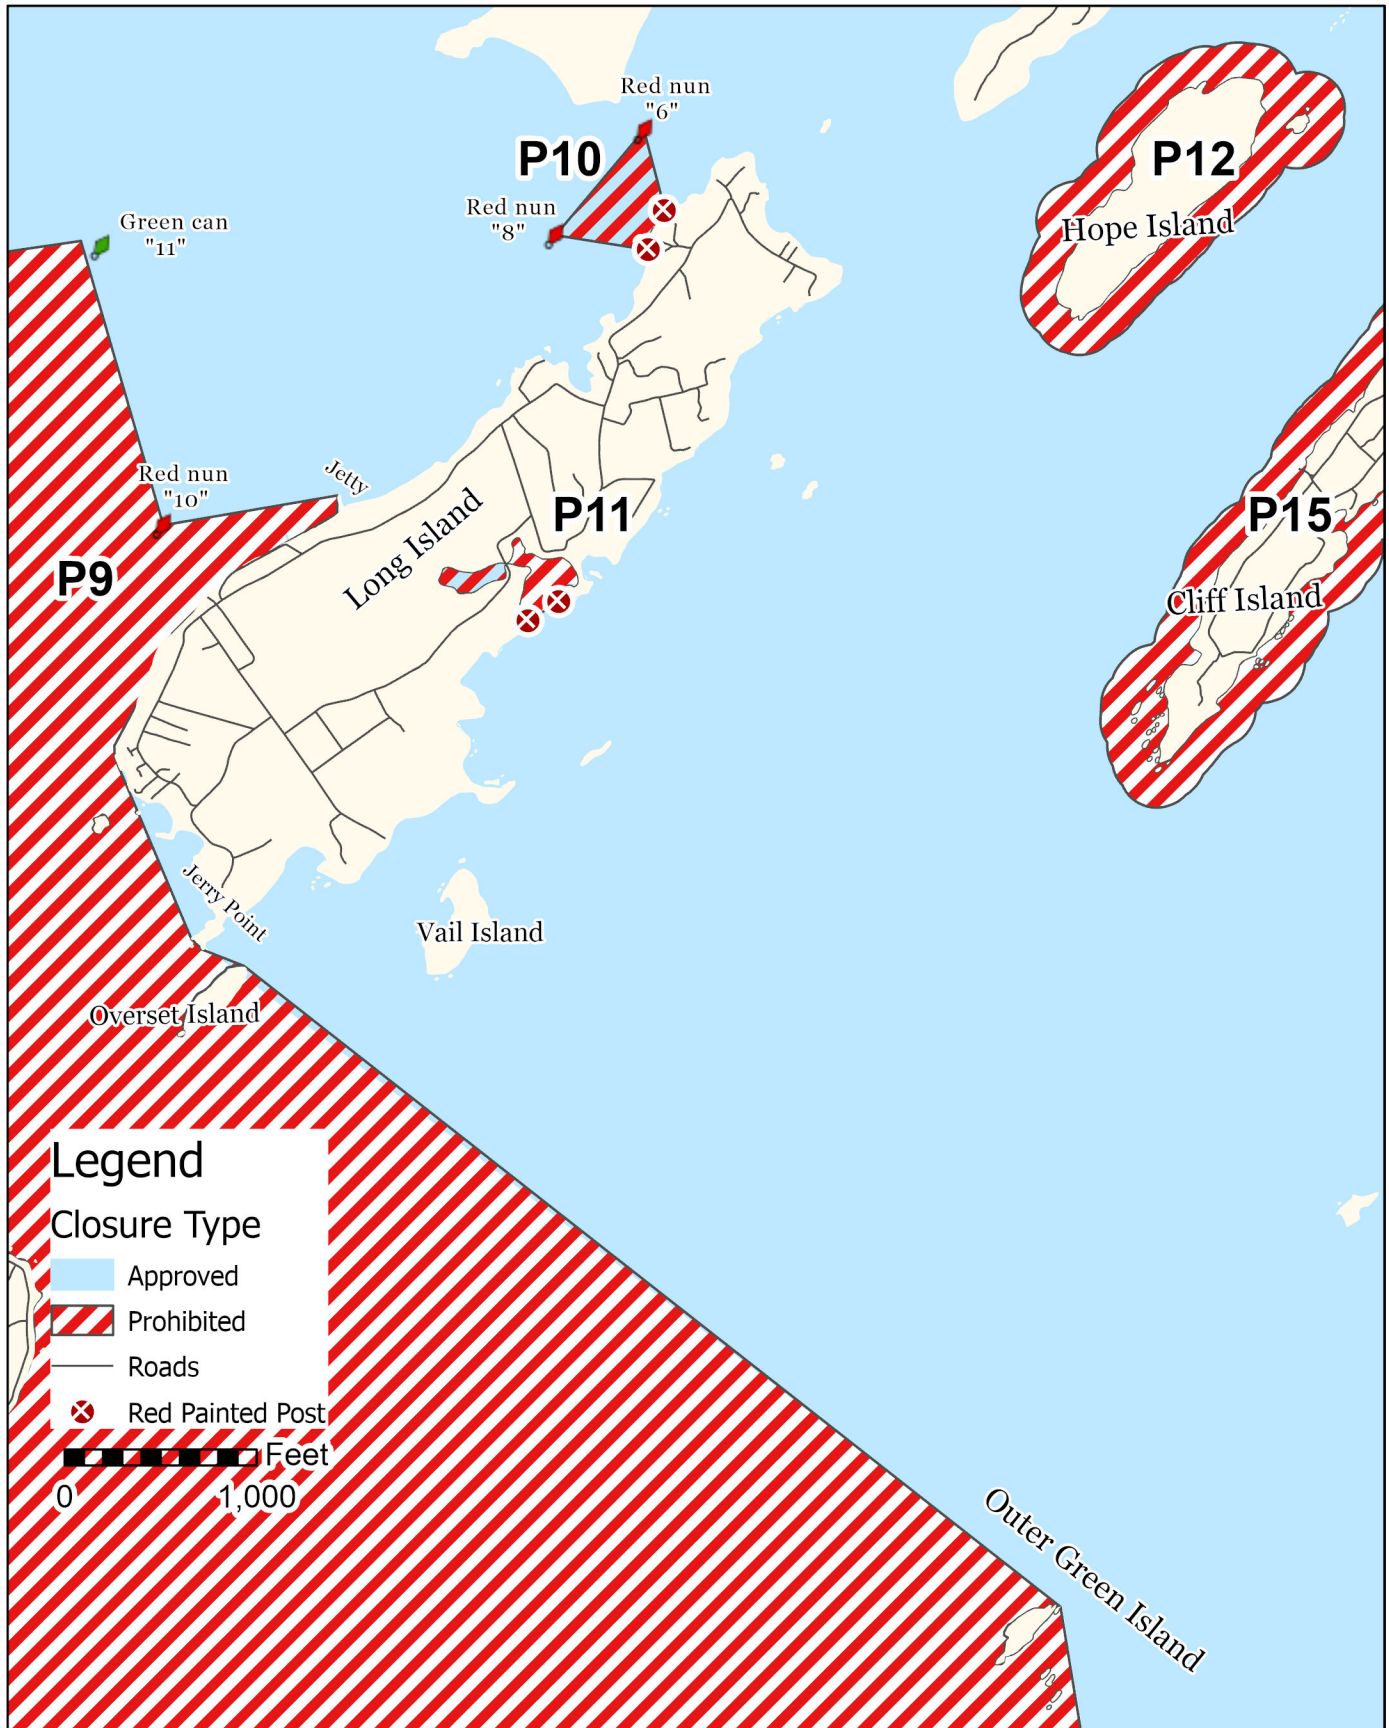 Red nun
"6"
P10
P12
Red nun
"8"
Green can
"11"
Hope Island
Jetty
Red nun
"10"
Long Island
P11
P15
P9
Cliff Island
Jerry Point
Vail Island
Overset Island
Legend
Closure Type
Approved
Prohibited
Roads
Red Painted Post
Feet
0 1,000
Outer Green Island